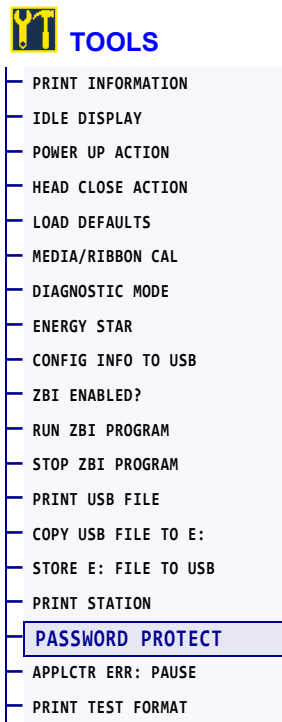 TOOLS
PRINT INFORMATION
IDLE DISPLAY
POWER UP ACTION
HEAD CLOSE ACTION
LOAD DEFAULTS
MEDIA/RIBBON CAL
DIAGNOSTIC MODE
ENERGY STAR
CONFIG INFO TO USB
ZBI ENABLED?
RUN ZBI PROGRAM
STOP ZBI PROGRAM
PRINT USB FILE
COPY USB FILE TO E:
STORE E: FILE TO USB
PRINT STATION
PASSWORD PROTECT
APPLCTR ERR: PAUSE
PRINT TEST FORMAT